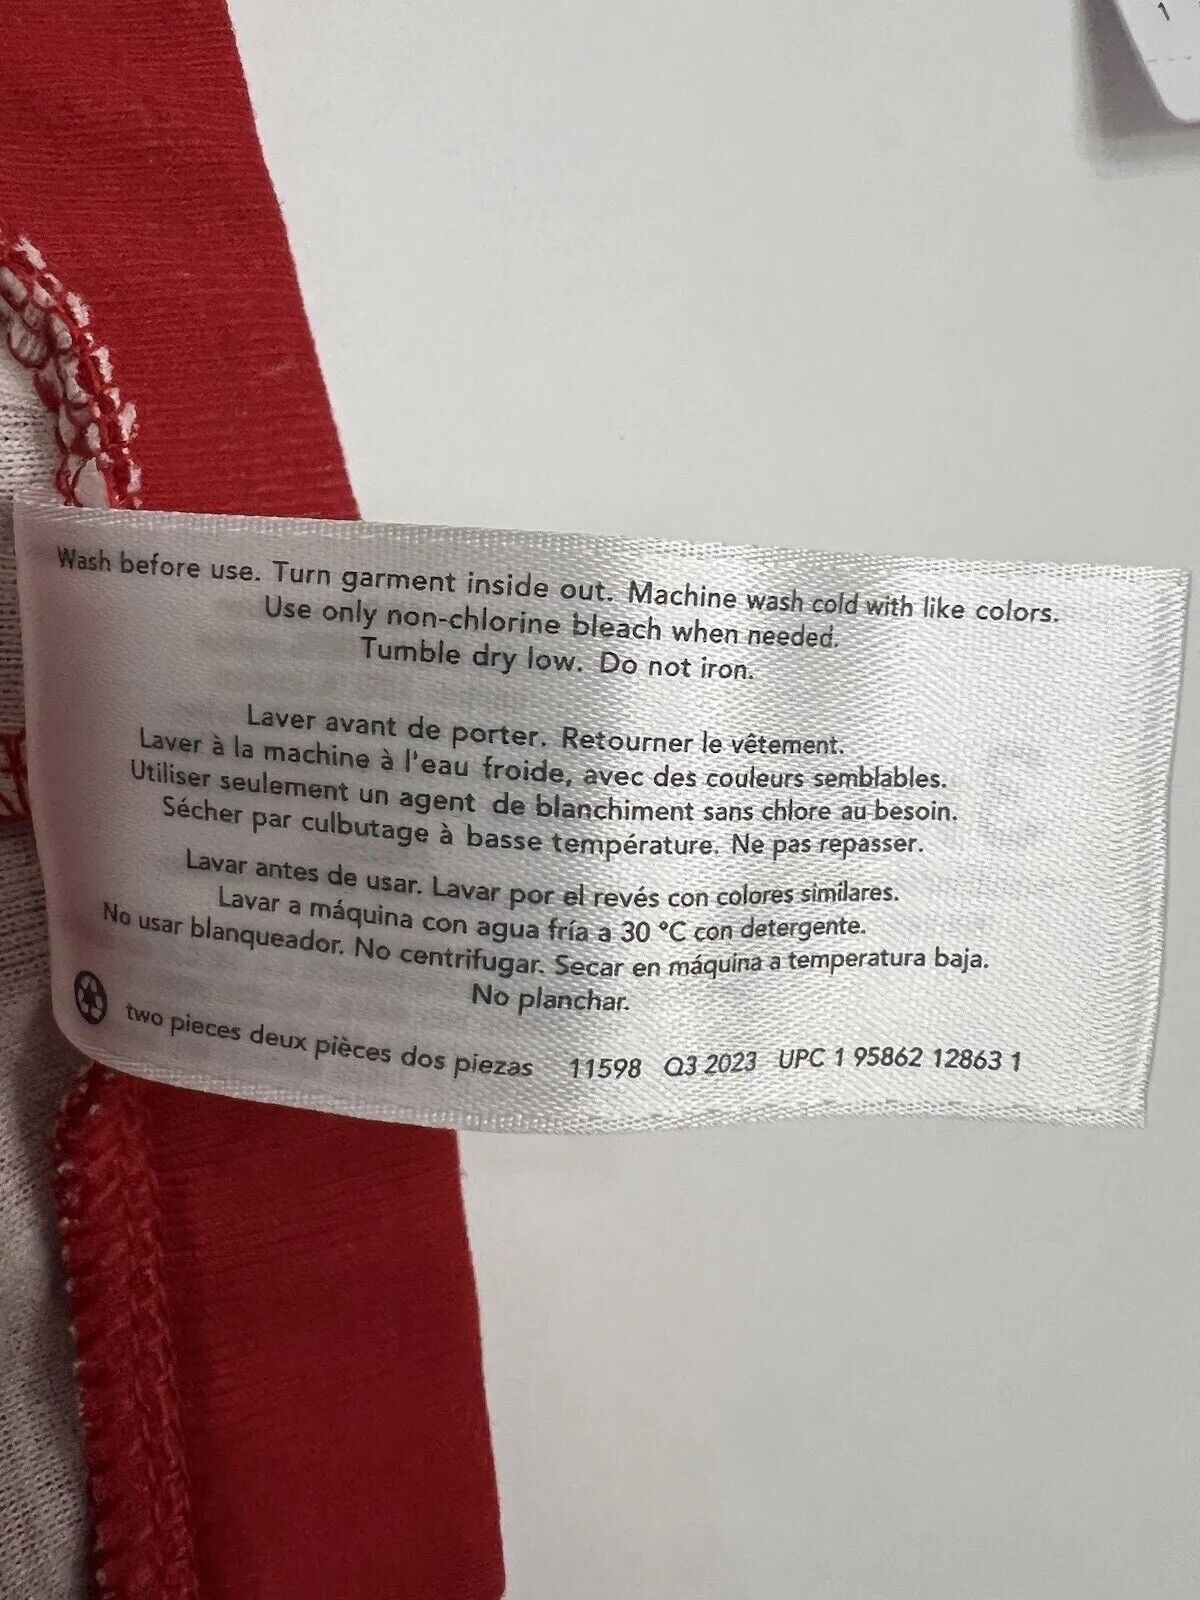 Wash before use. Turn garment inside out. Machine wash cold with like colors.
Use only non-chlorine bleach when needed.
Tumble dry low. Do not iron.
Laver avant de porter. Retourner le vêtement.
Laver à la machine à l'eau froide, avec des couleurs semblables.
Utiliser seulement un agent de blanchiment sans chlore au besoin.
Sécher par culbutage à basse température. Ne pas repasser.
Lavar antes de usar. Lavar por el revés con colores similares.
Lavar a máquina con agua fría a 30 °C con detergente.
No usar blanqueador. No centrifugar. Secar en máquina a temperatura baja.
No planchar.
two pieces deux pièces dos piezas 11598 Q3 2023 UPC 1 95862 12863 1